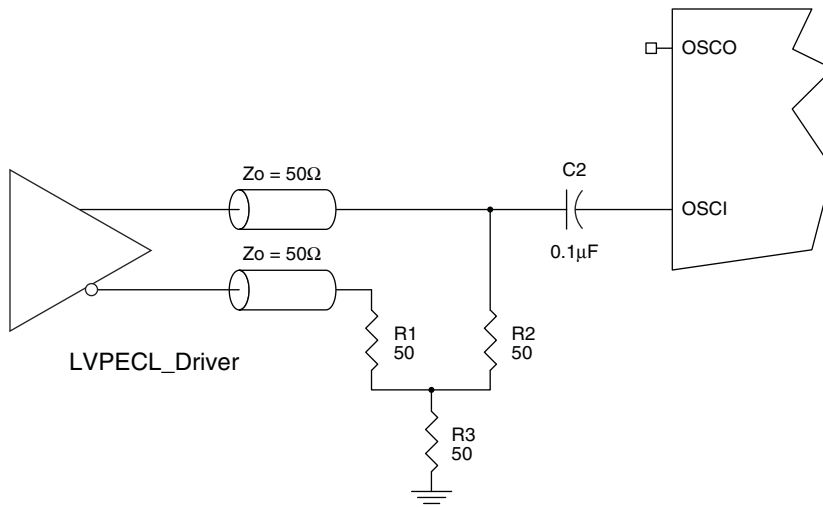 OSCO
Zo = 50Ω
C2
OSCI
0.1µF
Zo = 50Ω
R1
50
R2
50
LVPECL_Driver
R3
50